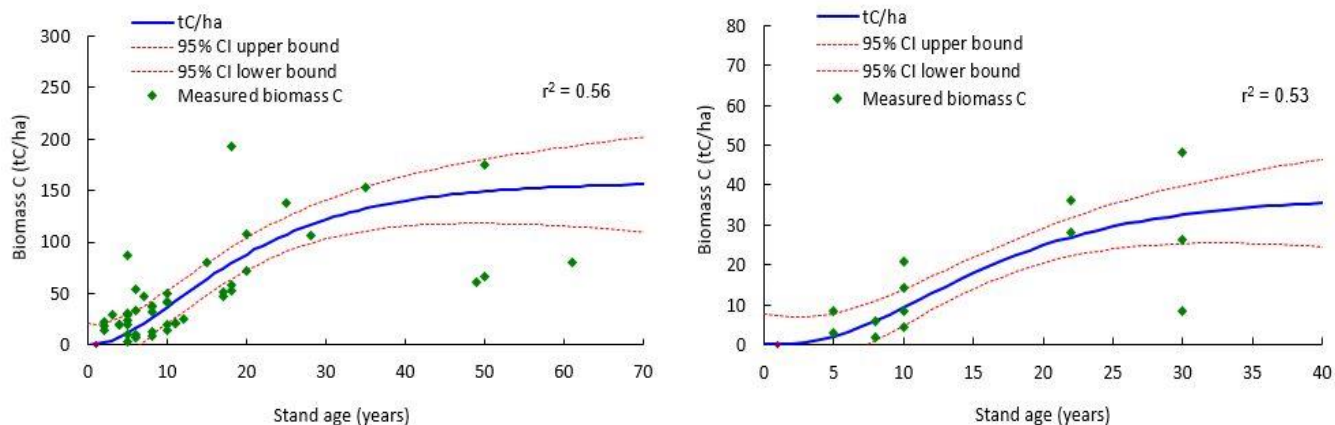 tC/ha
95% CI upper bound
95% CI lower bound
Measured biomass C
r² = 0.56
Biomass C (tC/ha)
300
250
200
150
100
50
0
0 10 20 30 40 50 60 70
Stand age (years)
tC/ha
95% CI upper bound
95% CI lower bound
Measured biomass C
r² = 0.53
Biomass C (tC/ha)
80
70
60
50
40
30
20
10
0
0 5 10 15 20 25 30 35 40
Stand age (years)